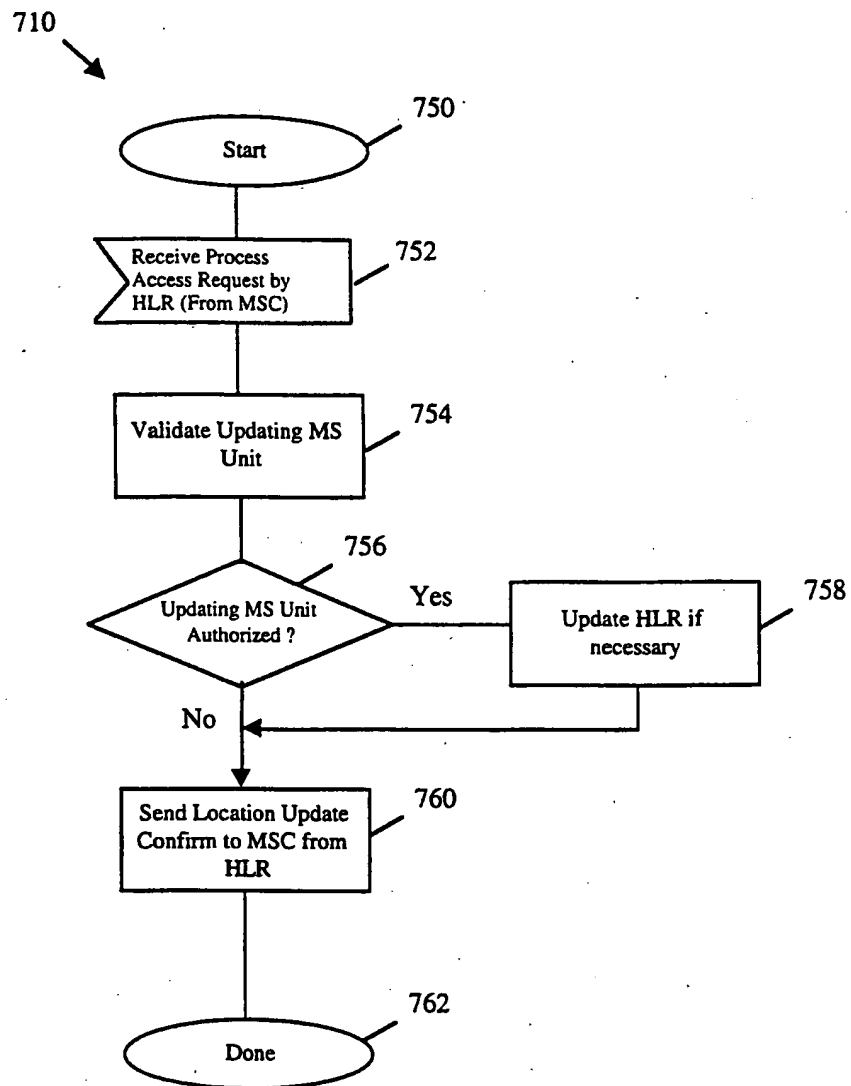 710
750
Start
Receive Process
Access Request by
HLR (From MSC)
752
Validate Updating MS
Unit
754
756
Updating MS Unit
Authorized ?
Yes
Update HLR if
necessary
758
No
Send Location Update
Confirm to MSC from
HLR
760
762
Done